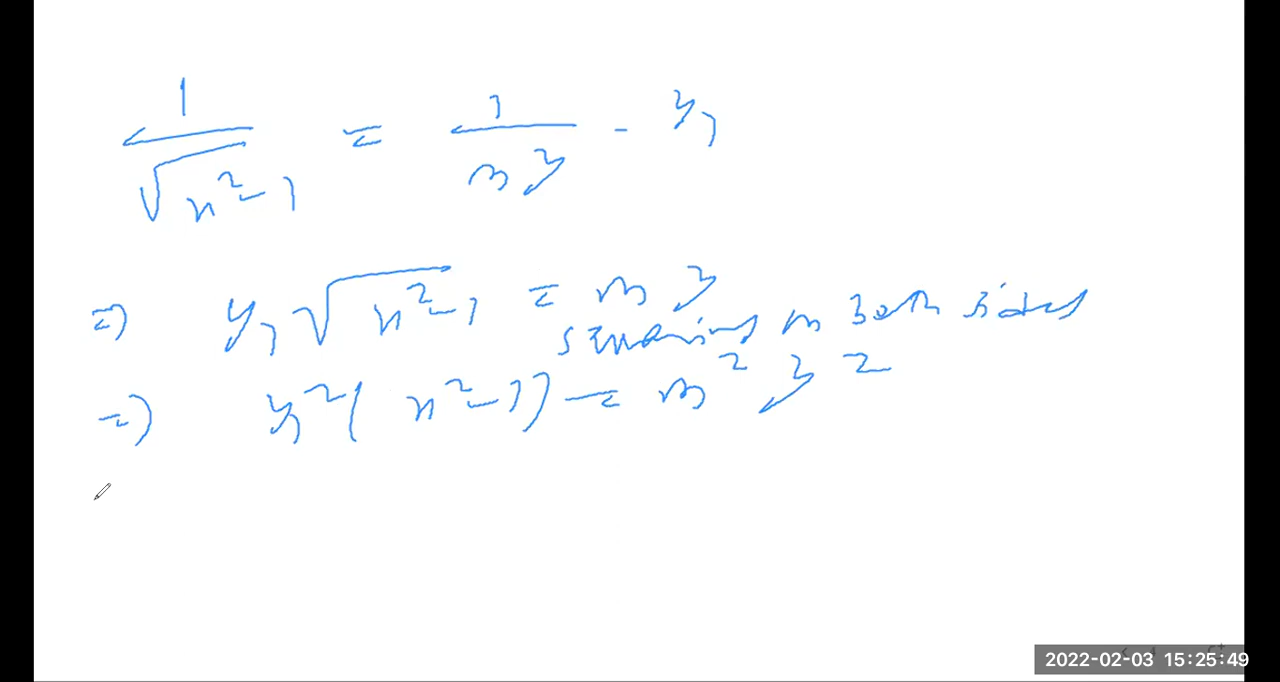 1/√(x²-1) = 1/(my) · y₁
⇒ y₁√(x²-1) = my
squaring on both sides
⇒ y₁²(x²-1) = m²y²
2022-02-03 15:25:49